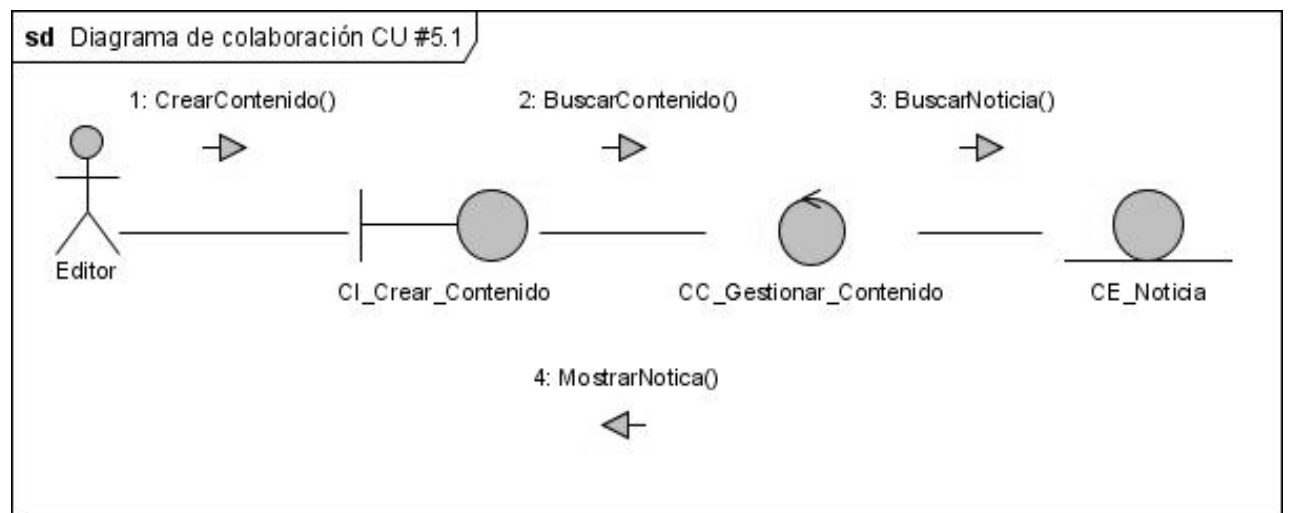 sd Diagrama de colaboración CU #5.1
1: CrearContenido()
2: BuscarContenido()
3: BuscarNoticia()
Editor
CI_Crear_Contenido
CC_Gestionar_Contenido
CE_Noticia
4: MostrarNotica()